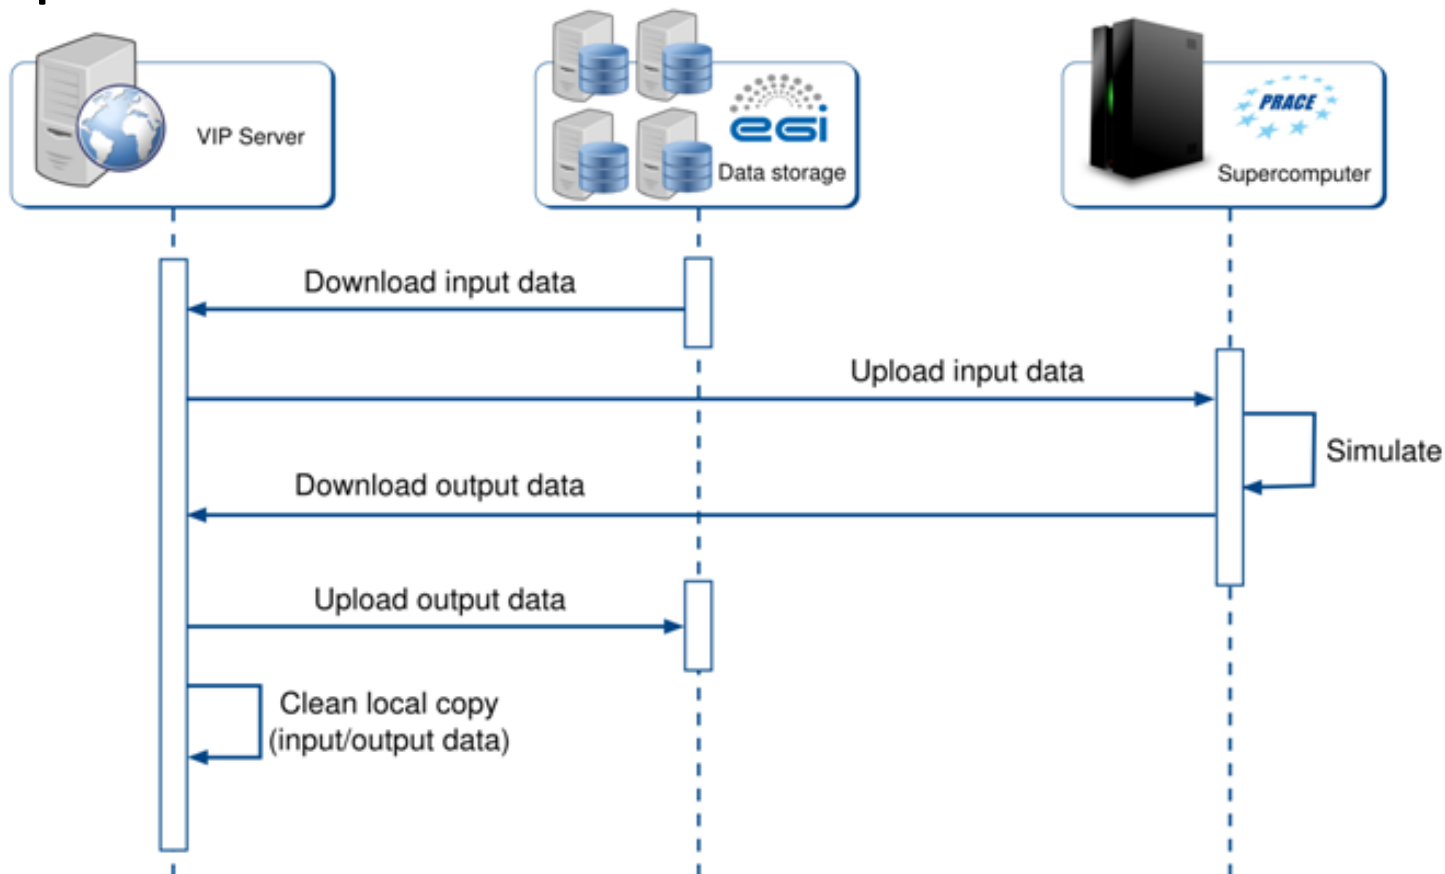 VIP Server
egi
Data storage
PRACE
Supercomputer
Download input data
Upload input data
Simulate
Download output data
Upload output data
Clean local copy
(input/output data)